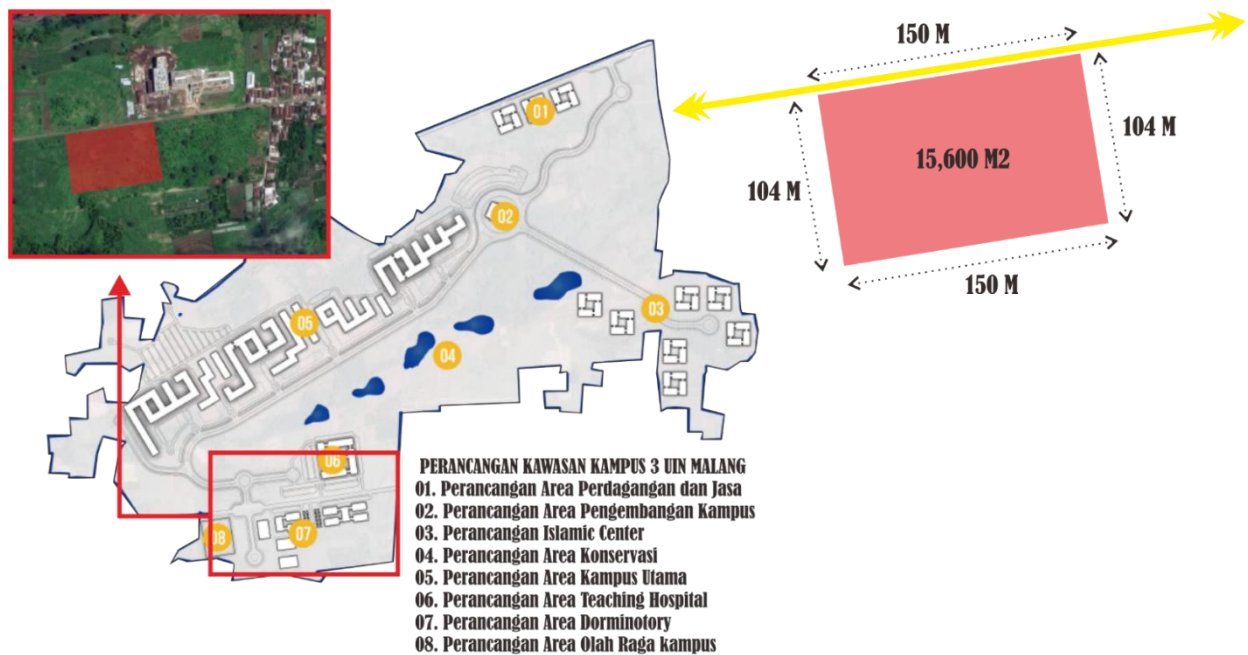 150 M
104 M
104 M
15,600 M2
150 M
01
02
03
05
04
06
07
08
PERANCANGAN KAWASAN KAMPUS 3 UIN MALANG
01. Perancangan Area Perdagangan dan Jasa
02. Perancangan Area Pengembangan Kampus
03. Perancangan Islamic Center
04. Perancangan Area Konservasi
05. Perancangan Area Kampus Utama
06. Perancangan Area Teaching Hospital
07. Perancangan Area Dorminotory
08. Perancangan Area Olah Raga kampus